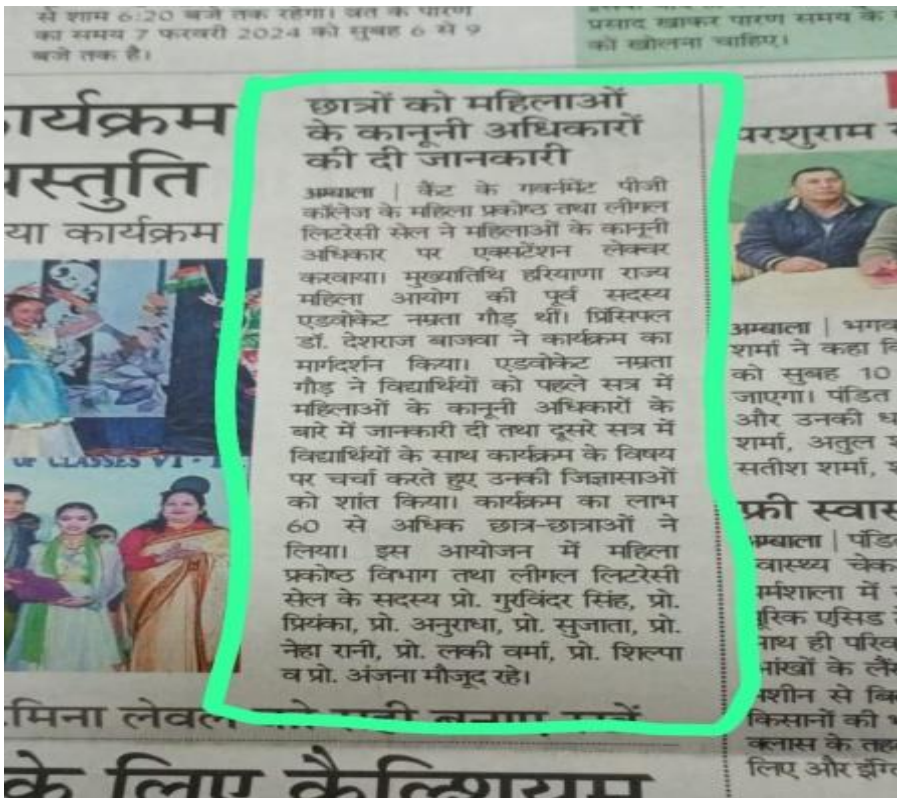 से शाम 6:20 बजे तक रहेगा। व्रत के पारण
का समय 7 फरवरी 2024 को सुबह 6 से 9
बजे तक है।
प्रसाद खाकर पारण समय के
को खोलना चाहिए।
कार्यक्रम
प्रस्तुति
या कार्यक्रम
OF CLASSES VI
छात्रों को महिलाओं
के कानूनी अधिकारों
की दी जानकारी
अम्बाला | कैंट के गवर्नमेंट पीजी
कॉलेज के महिला प्रकोष्ठ तथा लीगल
लिटरेसी सेल ने महिलाओं के कानूनी
अधिकार पर एक्सटेंशन लेक्चर
करवाया। मुख्यातिथि हरियाणा राज्य
महिला आयोग की पूर्व सदस्य
एडवोकेट नम्रता गौड़ थीं। प्रिंसिपल
डॉ. देशराज बाजवा ने कार्यक्रम का
मार्गदर्शन किया। एडवोकेट नम्रता
गौड़ ने विद्यार्थियों को पहले सत्र में
महिलाओं के कानूनी अधिकारों के
बारे में जानकारी दी तथा दूसरे सत्र में
विद्यार्थियों के साथ कार्यक्रम के विषय
पर चर्चा करते हुए उनकी जिज्ञासाओं
को शांत किया। कार्यक्रम का लाभ
60 से अधिक छात्र-छात्राओं ने
लिया। इस आयोजन में महिला
प्रकोष्ठ विभाग तथा लीगल लिटरेसी
सेल के सदस्य प्रो. गुरविंदर सिंह, प्रो.
प्रियंका, प्रो. अनुराधा, प्रो. सुजाता, प्रो.
नेहा रानी, प्रो. लकी वर्मा, प्रो. शिल्पा
व प्रो. अंजना मौजूद रहे।
परशुराम
अम्बाला | भगव
शर्मा ने कहा
को सुबह 10
जाएगा। पंडित
और उनकी
शर्मा, अतुल
सतीश शर्मा,
फ्री स्वास
अम्बाला | पंडि
स्वास्थ्य चेक
धर्मशाला में
यूरिक एसिड
साथ ही परिव
आंखों के लैं
मशीन से
किसानों की
क्लास के तह
लिए और इंग्लि
लेवल
के लिए कैल्शियम